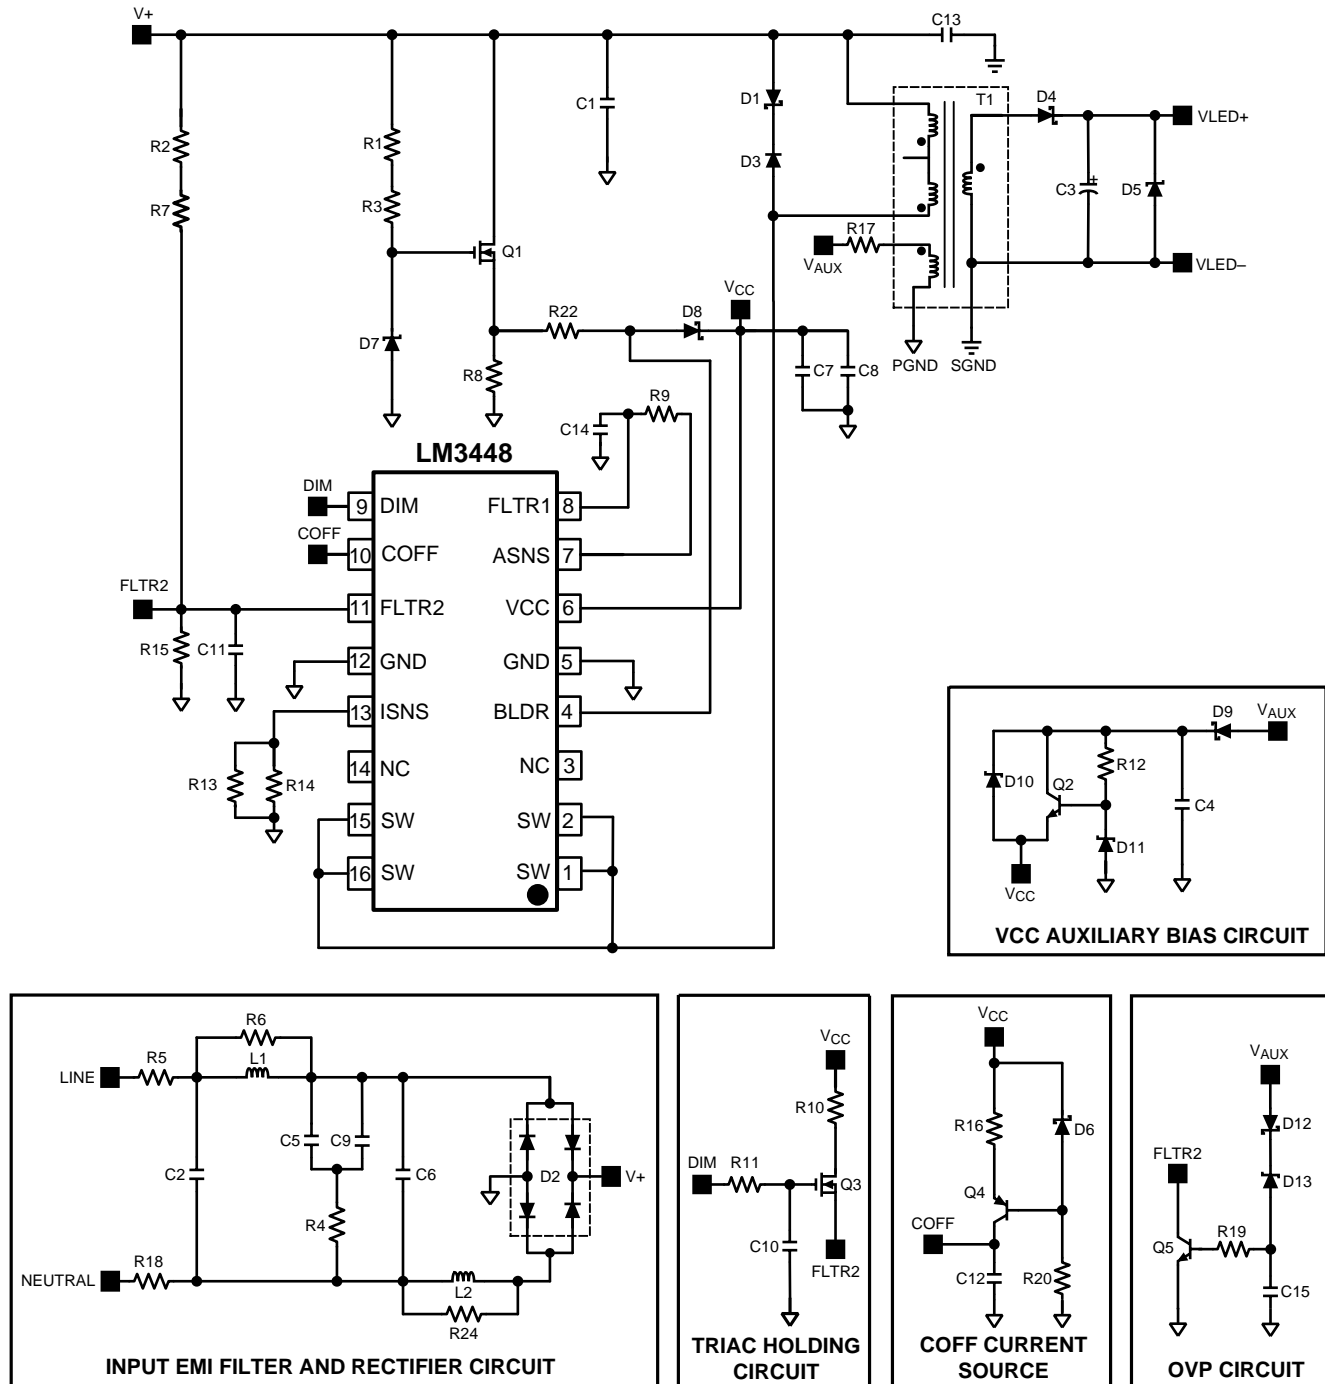 V+
C13
C1
D1
T1
D4
VLED+
R2
R1
D3
C3
+
D5
R7
R3
R17
Q1
VAUX
VLED–
VCC
R22
D8
D7
R8
C7
C8
PGND
SGND
R9
C14
LM3448
DIM
9
DIM
FLTR1
8
COFF
10
COFF
ASNS
7
FLTR2
11
FLTR2
VCC
6
R15
C11
12
GND
GND
5
13
ISNS
BLDR
4
R13
R14
14
NC
NC
3
15
SW
SW
2
16
SW
SW
1
D9
VAUX
R12
D10
Q2
C4
D11
VCC
VCC AUXILIARY BIAS CIRCUIT
R6
LINE
R5
L1
C5
C9
C2
C6
D2
V+
R4
NEUTRAL
R18
L2
R24
INPUT EMI FILTER AND RECTIFIER CIRCUIT
VCC
R10
DIM
R11
Q3
C10
FLTR2
TRIAC HOLDING
CIRCUIT
VCC
R16
D6
Q4
COFF
C12
R20
COFF CURRENT
SOURCE
VAUX
D12
FLTR2
D13
Q5
R19
C15
OVP CIRCUIT